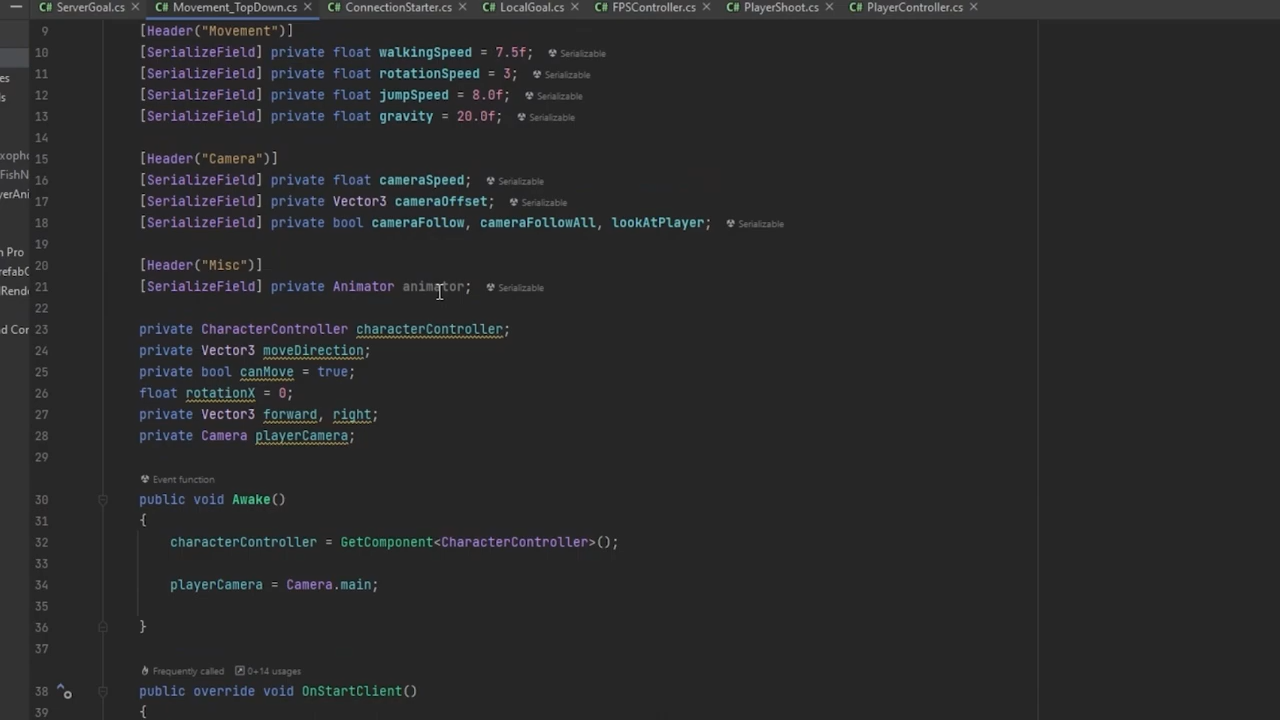 C# ServerGoal.cs × C# Movement_TopDown.cs × C# ConnectionStarter.cs × C# LocalGoal.cs × C# FPSController.cs × C# PlayerShoot.cs × C# PlayerController.cs ×
9 [Header("Movement")]
10 [SerializeField] private float walkingSpeed = 7.5f; Serializable
11 [SerializeField] private float rotationSpeed = 3; Serializable
12 [SerializeField] private float jumpSpeed = 8.0f; Serializable
13 [SerializeField] private float gravity = 20.0f; Serializable
14
15 [Header("Camera")]
16 [SerializeField] private float cameraSpeed; Serializable
17 [SerializeField] private Vector3 cameraOffset; Serializable
18 [SerializeField] private bool cameraFollow, cameraFollowAll, lookAtPlayer; Serializable
19
20 [Header("Misc")]
21 [SerializeField] private Animator animator; Serializable
22
23 private CharacterController characterController;
24 private Vector3 moveDirection;
25 private bool canMove = true;
26 float rotationX = 0;
27 private Vector3 forward, right;
28 private Camera playerCamera;
29
Event function
30 public void Awake()
31 {
32 characterController = GetComponent<CharacterController>();
33
34 playerCamera = Camera.main;
35
36 }
37
Frequently called 0+14 usages
38 public override void OnStartClient()
39 {